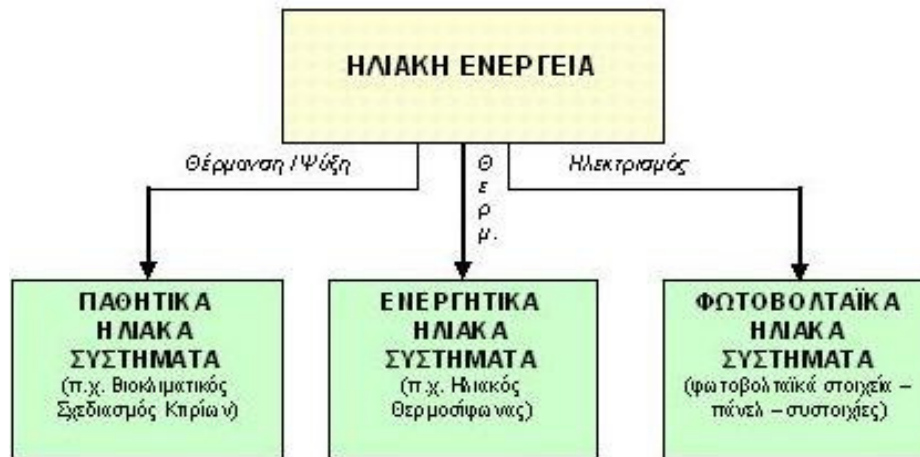 ΗΛΙΑΚΗ ΕΝΕΡΓΕΙΑ
Θέρμανση / Ψύξη
Θερμ.
Ηλεκτρισμός
ΠΑΘΗΤΙΚΑ
ΗΛΙΑΚΑ
ΣΥΣΤΗΜΑΤΑ
(π.χ. Βιοκλιματικός
Σχεδιασμός Κτιρίων)
ΕΝΕΡΓΗΤΙΚΑ
ΗΛΙΑΚΑ
ΣΥΣΤΗΜΑΤΑ
(π.χ. Ηλιακός
Θερμοσίφωνας)
ΦΩΤΟΒΟΛΤΑΪΚΑ
ΗΛΙΑΚΑ
ΣΥΣΤΗΜΑΤΑ
(φωτοβολταϊκά στοιχεία –
πάνελ – συστοιχίες)